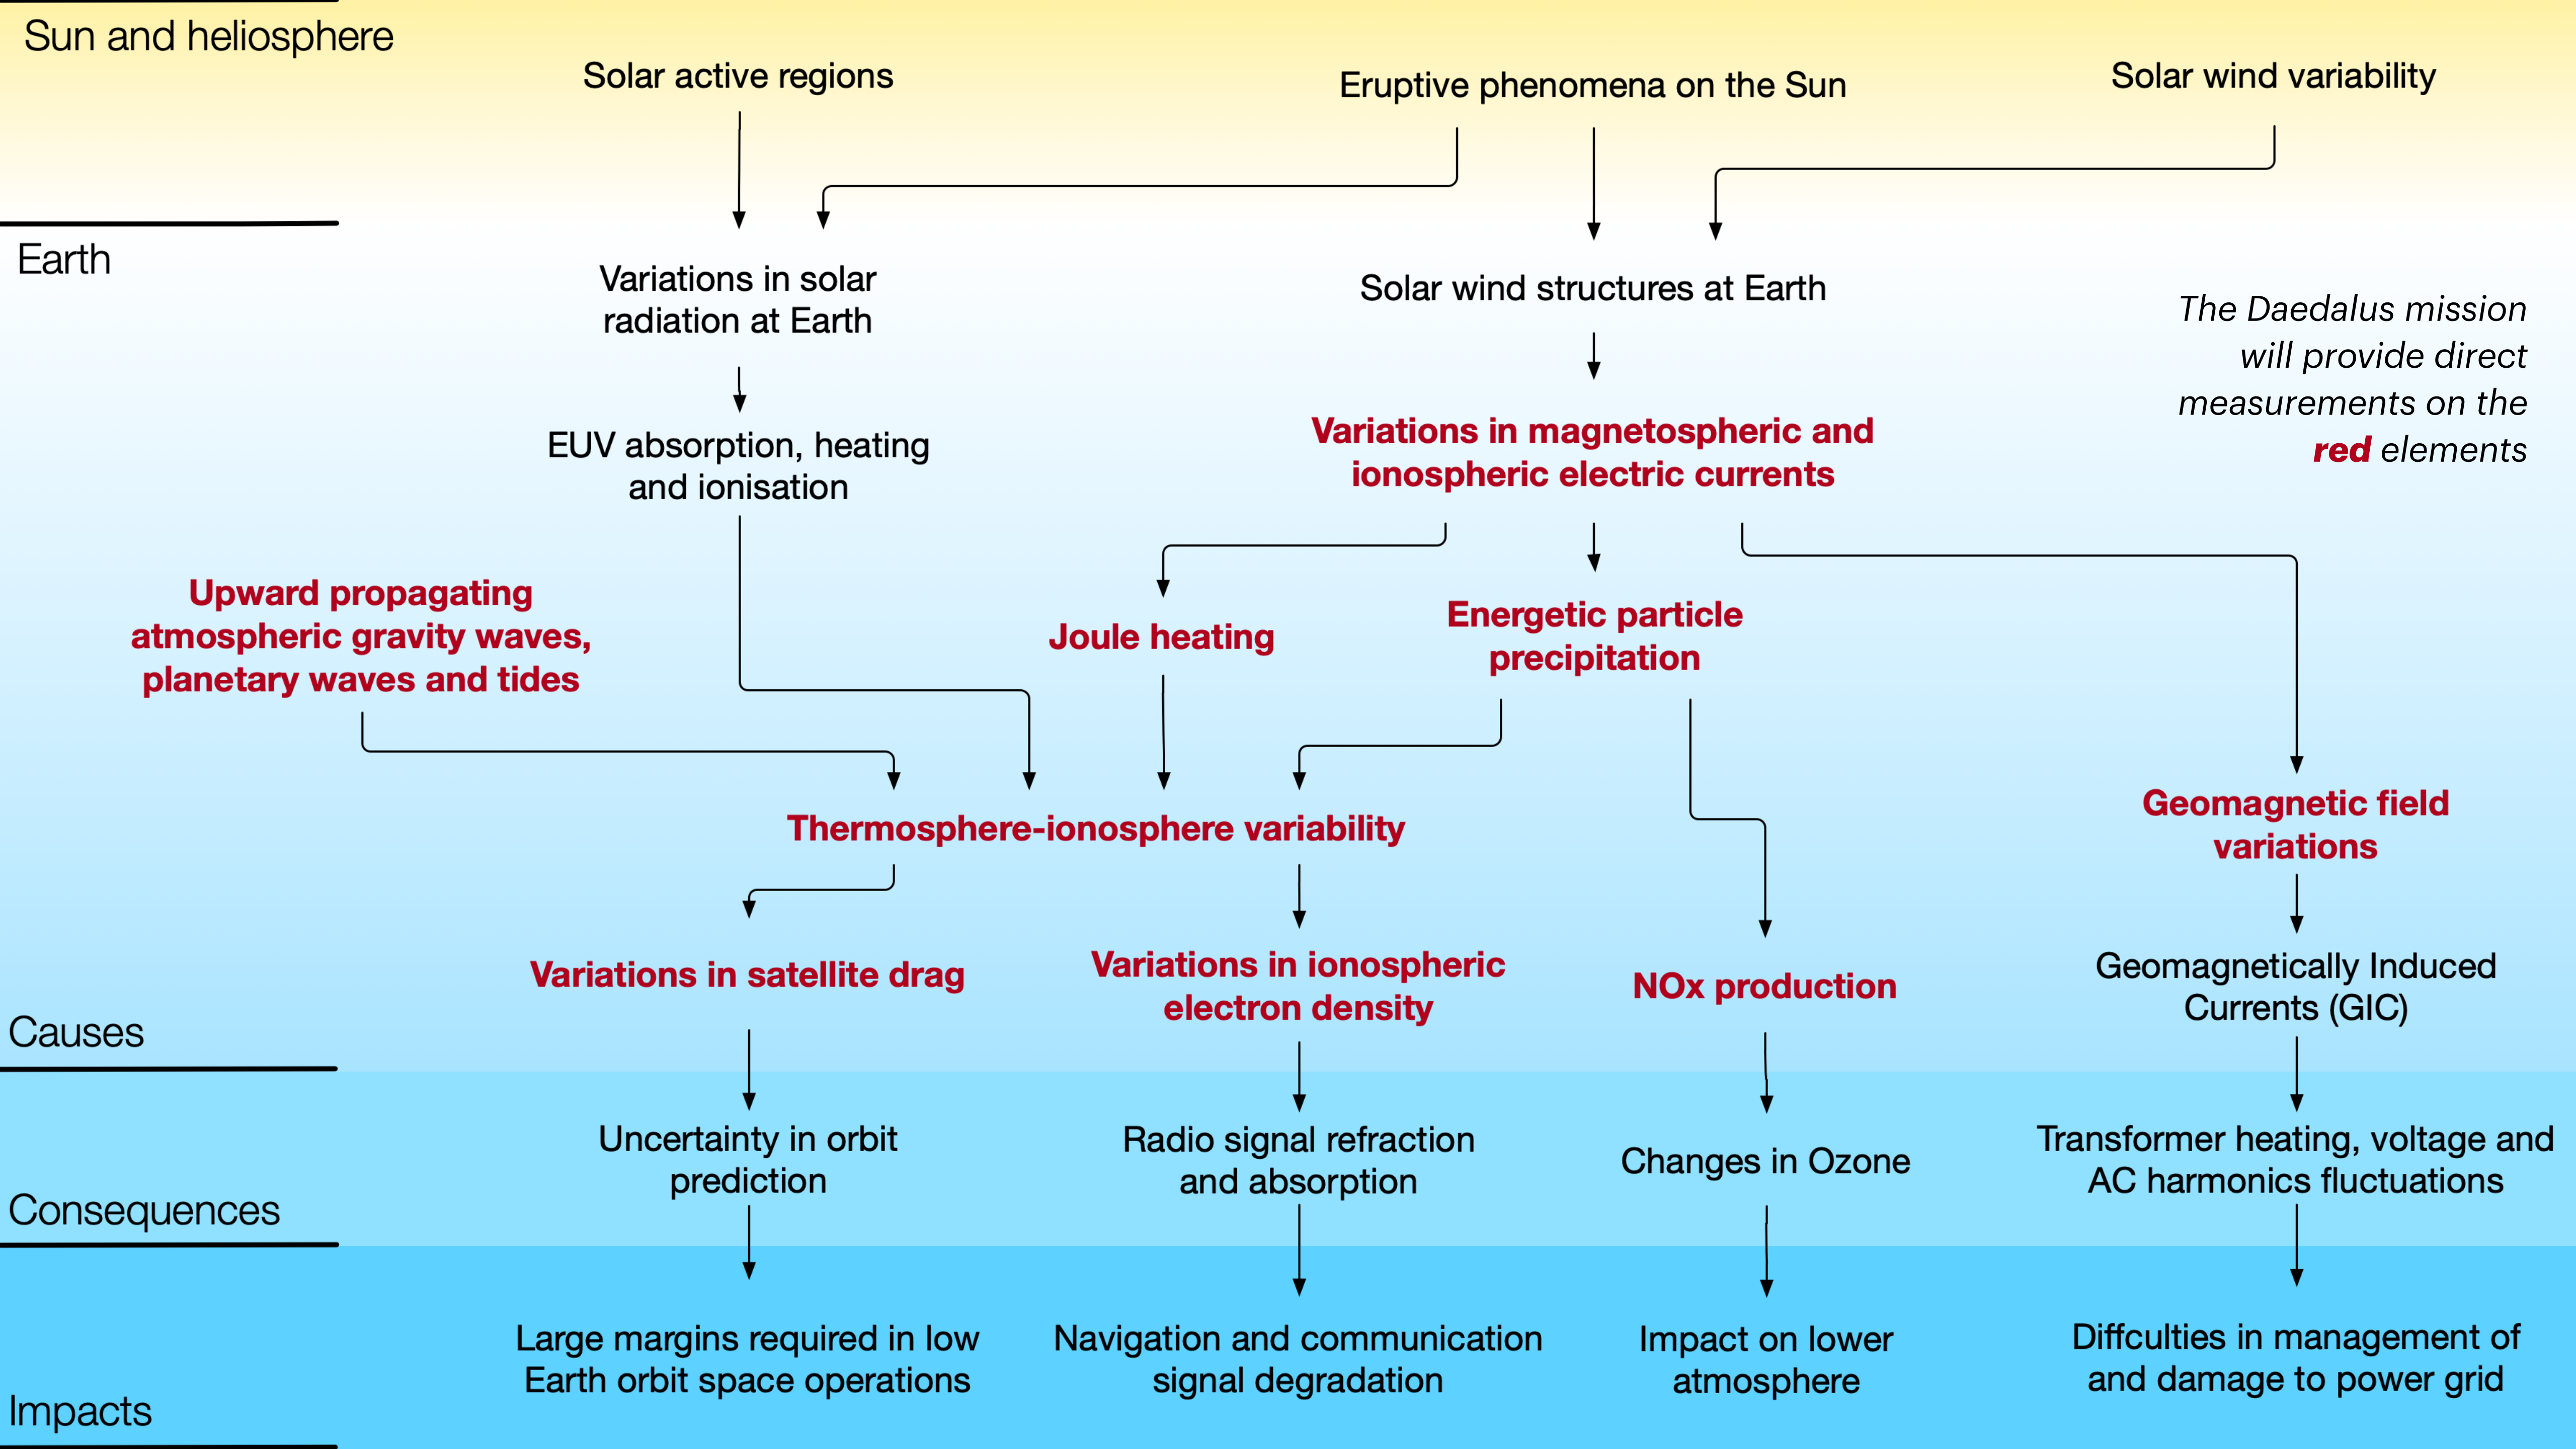 Sun and heliosphere
Solar active regions
Eruptive phenomena on the Sun
Solar wind variability
Earth
Variations in solar
radiation at Earth
Solar wind structures at Earth
The Daedalus mission
will provide direct
measurements on the
red elements
EUV absorption, heating
and ionisation
Variations in magnetospheric and
ionospheric electric currents
Upward propagating
atmospheric gravity waves,
planetary waves and tides
Joule heating
Energetic particle
precipitation
Thermosphere-ionosphere variability
Geomagnetic field
variations
Variations in satellite drag
Variations in ionospheric
electron density
NOx production
Geomagnetically Induced
Currents (GIC)
Causes
Uncertainty in orbit
prediction
Radio signal refraction
and absorption
Changes in Ozone
Transformer heating, voltage and
AC harmonics fluctuations
Consequences
Large margins required in low
Earth orbit space operations
Navigation and communication
signal degradation
Impact on lower
atmosphere
Diffculties in management of
and damage to power grid
Impacts